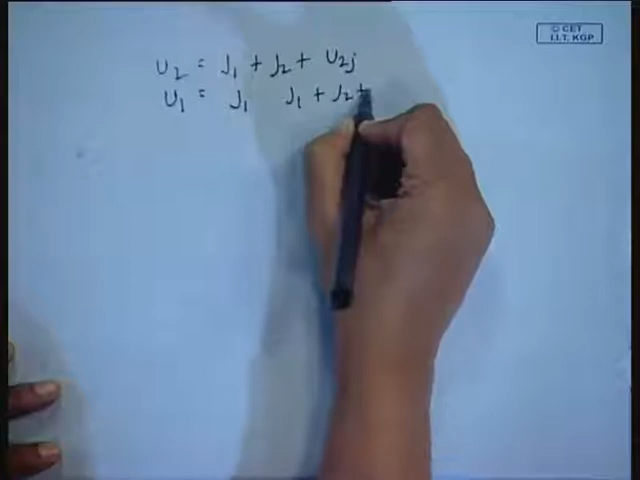 © CET
I.I.T. KGP
U₂ = J₁ + J₂ + U₂j
U₁ = J₁ J₁ + J₂ +